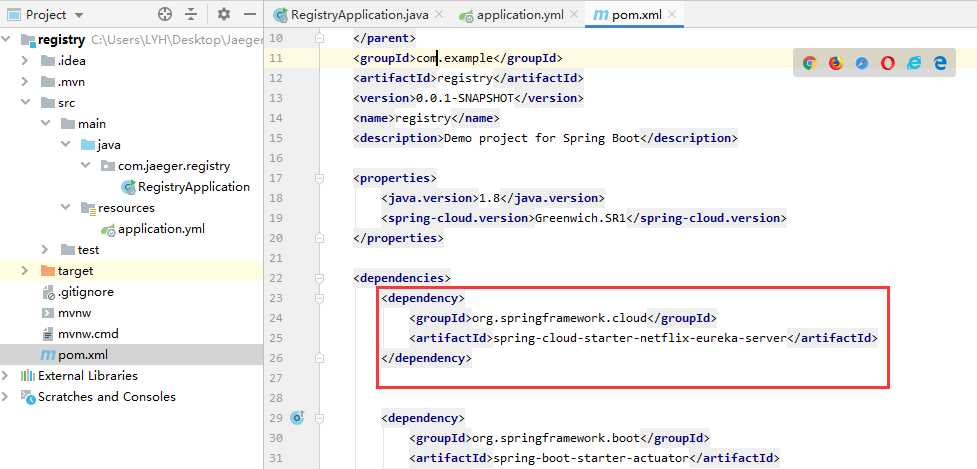 Project
RegistryApplication.java
application.yml
pom.xml
registry C:\Users\LYH\Desktop\Jaeger
.idea
.mvn
src
main
java
com.jaeger.registry
RegistryApplication
resources
application.yml
test
target
.gitignore
mvnw
mvnw.cmd
pom.xml
External Libraries
Scratches and Consoles
10 </parent>
11 <groupId>com.example</groupId>
12 <artifactId>registry</artifactId>
13 <version>0.0.1-SNAPSHOT</version>
14 <name>registry</name>
15 <description>Demo project for Spring Boot</description>
16
17 <properties>
18 <java.version>1.8</java.version>
19 <spring-cloud.version>Greenwich.SR1</spring-cloud.version>
20 </properties>
21
22 <dependencies>
23 <dependency>
24 <groupId>org.springframework.cloud</groupId>
25 <artifactId>spring-cloud-starter-netflix-eureka-server</artifactId>
26 </dependency>
27
28
29 <dependency>
30 <groupId>org.springframework.boot</groupId>
31 <artifactId>spring-boot-starter-actuator</artifactId>